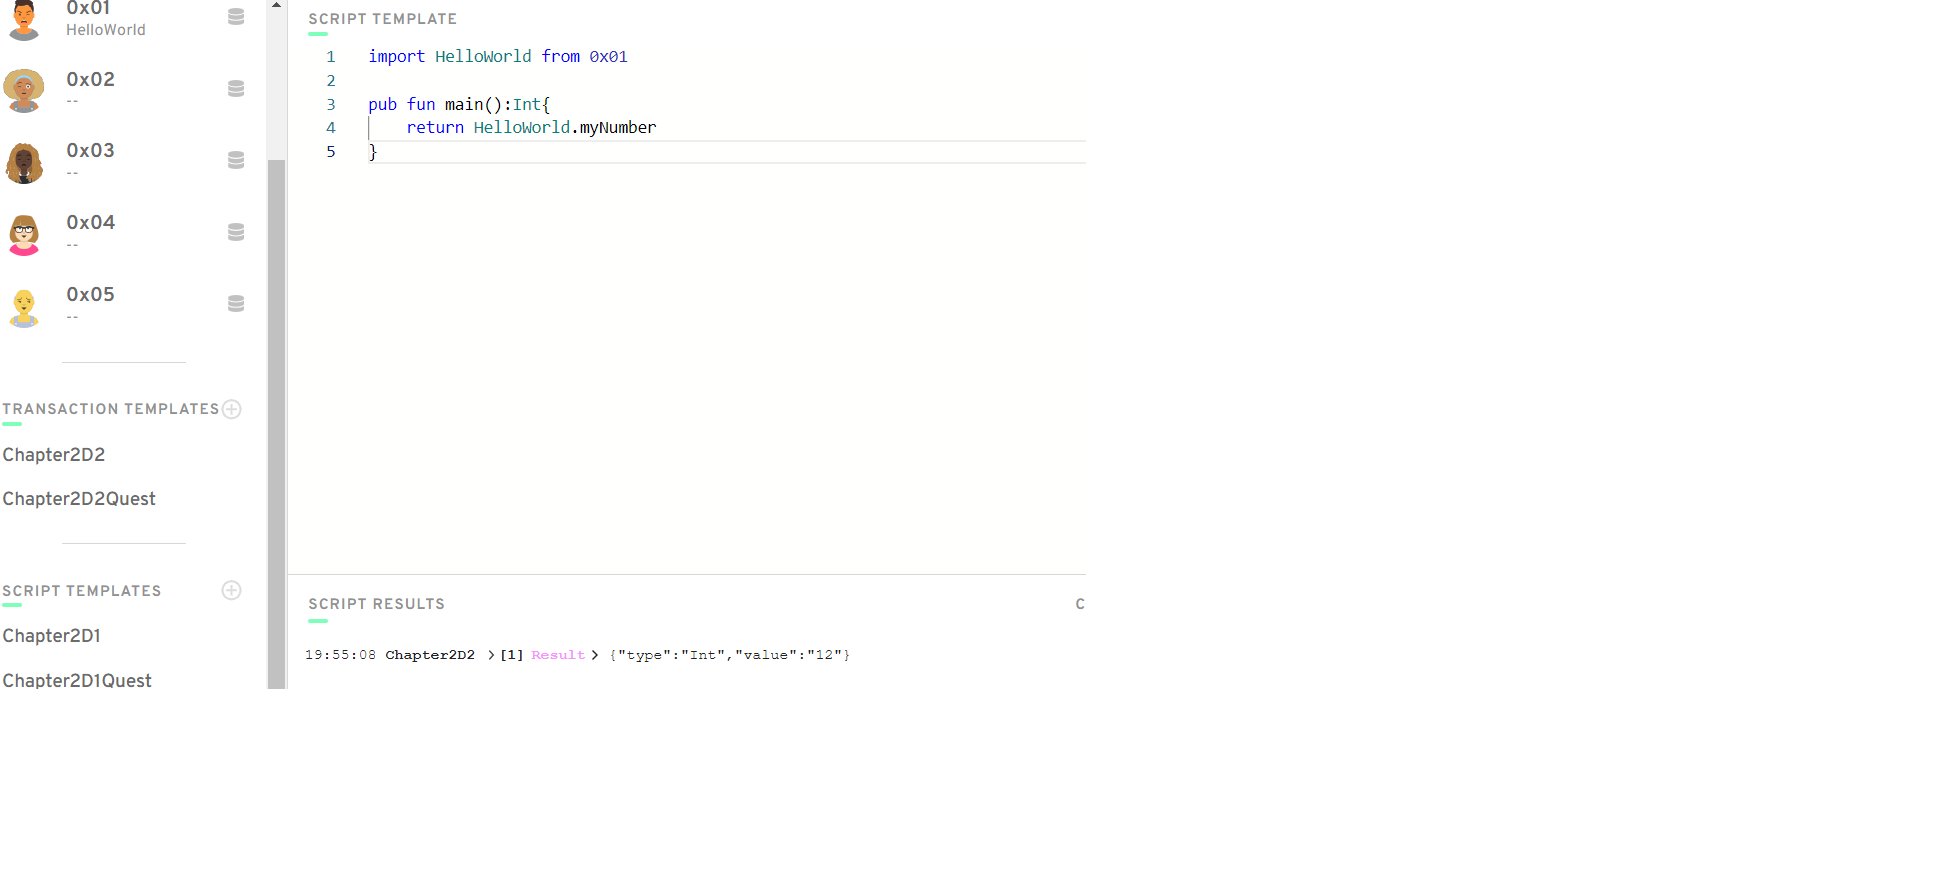 0x01
HelloWorld
0x02
--
0x03
--
0x04
--
0x05
--
TRANSACTION TEMPLATES
Chapter2D2
Chapter2D2Quest
SCRIPT TEMPLATES
Chapter2D1
Chapter2D1Quest
SCRIPT TEMPLATE
1 import HelloWorld from 0x01
2
3 pub fun main():Int{
4     return HelloWorld.myNumber
5 }
SCRIPT RESULTS
C
19:55:08 Chapter2D2 >[1] Result > {"type":"Int","value":"12"}